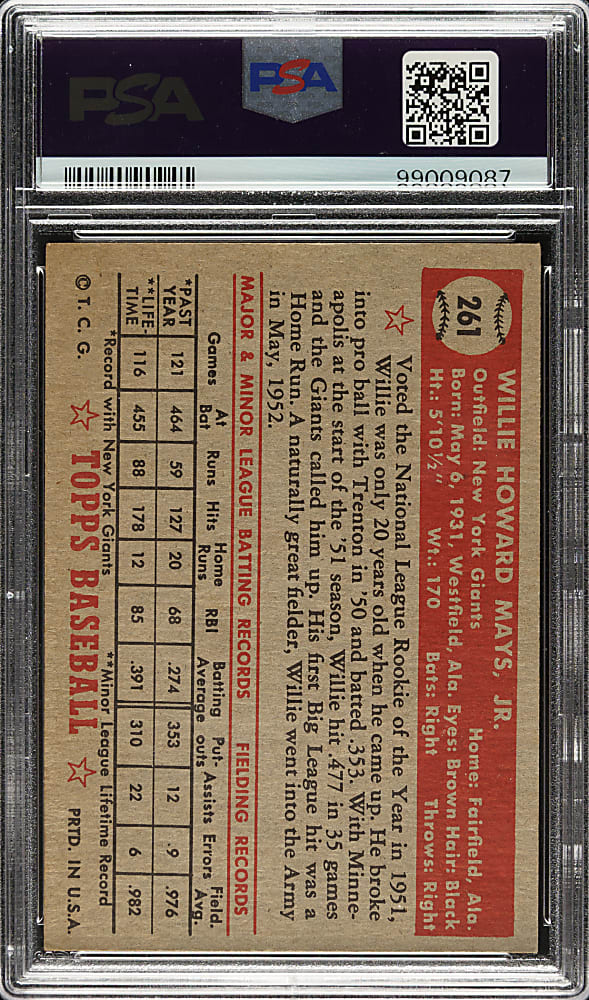 PSA
PSA
99009087
261
WILLIE HOWARD MAYS, JR.
Outfield: New York Giants Home: Fairfield, Ala.
Born: May 6, 1931, Westfield, Ala. Eyes: Brown Hair: Black
Ht.: 5'10½" Wt.: 170 Bats: Right Throws: Right
Voted the National League Rookie of the Year in 1951,
Willie was only 20 years old when he came up. He broke
into pro ball with Trenton in '50 and batted .353. With Minne-
apolis at the start of the '51 season, Willie hit .477 in 35 games
and the Giants called him up. His first Big League hit was a
Home Run. A naturally great fielder, Willie went into the Army
in May, 1952.
MAJOR & MINOR LEAGUE BATTING RECORDS FIELDING RECORDS
Games At Bat Runs Hits Home Runs RBI Batting Average Put-outs Assists Errors Field. Avg.
*PAST YEAR 121 464 59 127 20 68 .274 353 12 .9 .976
**LIFE-TIME 116 455 88 178 12 85 .391 310 22 6 .982
*Record with New York Giants **Minor League Lifetime Record
© T. C. G. TOPPS BASEBALL PRTD. IN U.S.A.